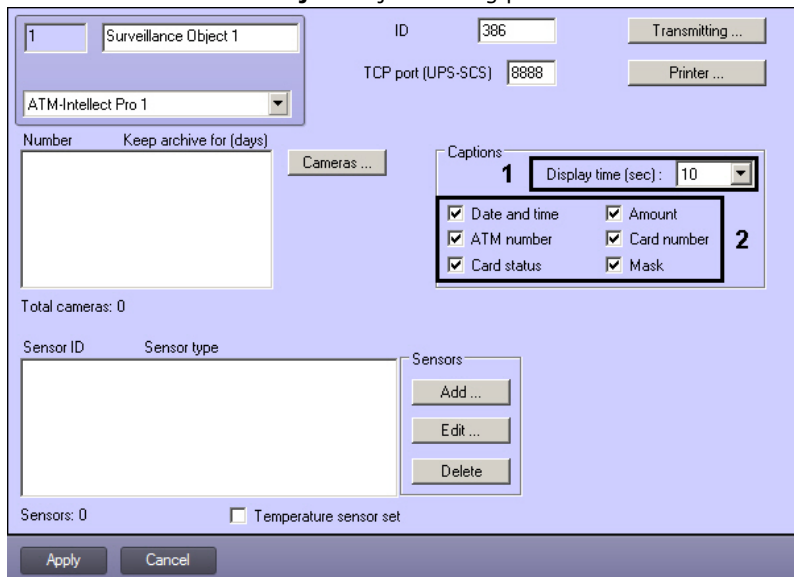 1 Surveillance Object 1 ID 386 Transmitting ...
TCP port (UPS-SCS) 8888 Printer ...
ATM-Intellect Pro 1
Number Keep archive for (days)
Cameras ...
Captions
1 Display time (sec) : 10
Date and time Amount
ATM number Card number 2
Card status Mask
Total cameras: 0
Sensor ID Sensor type
Sensors
Add ...
Edit ...
Delete
Sensors: 0 Temperature sensor set
Apply Cancel